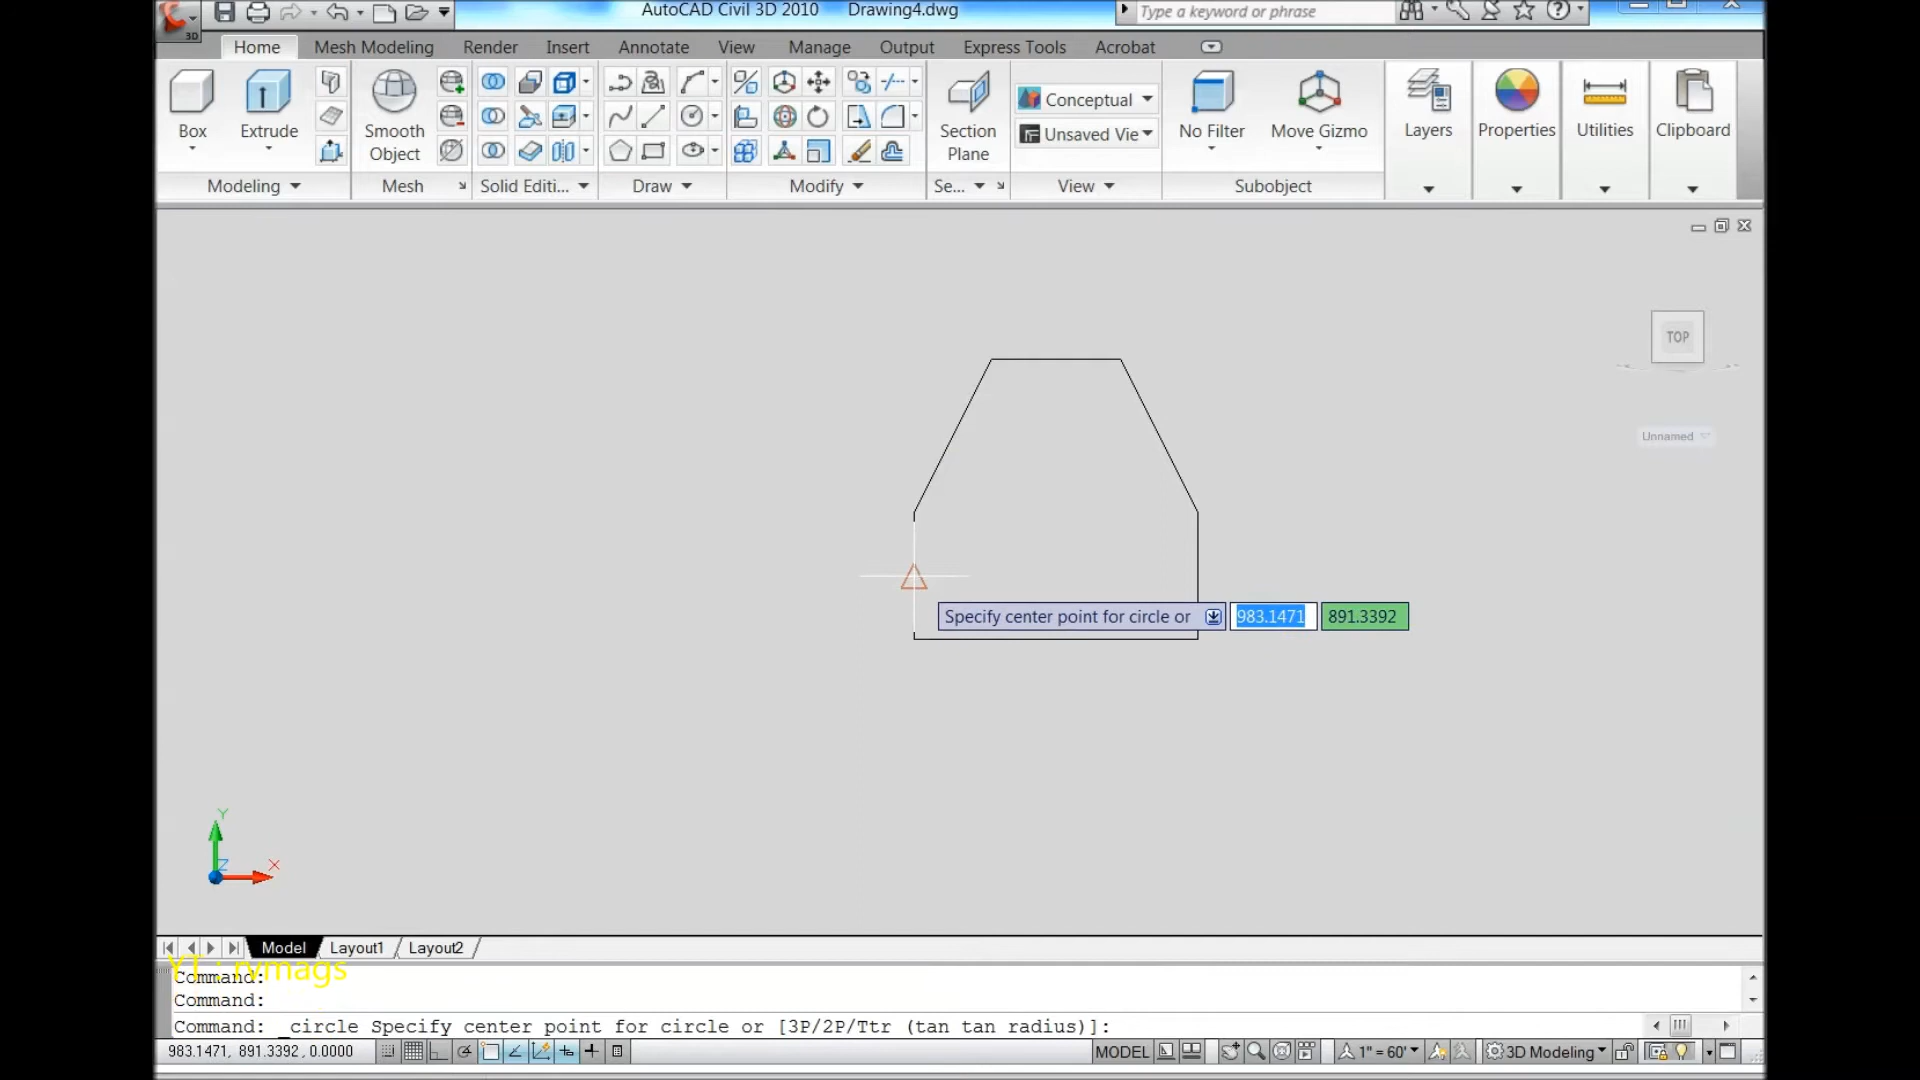 AutoCAD Civil 3D 2010 Drawing4.dwg
Type a keyword or phrase
3D
Home Mesh Modeling Render Insert Annotate View Manage Output Express Tools Acrobat
Box
Extrude
Smooth Object
Section Plane
Conceptual
Unsaved Vie
No Filter
Move Gizmo
Layers
Properties
Utilities
Clipboard
Modeling
Mesh
Solid Editi...
Draw
Modify
Se...
View
Subobject
TOP
Unnamed
Specify center point for circle or 983.1471 891.3392
Y
Z
X
Model Layout1 Layout2
YT : rvmags
Command:
Command:
Command: _circle Specify center point for circle or [3P/2P/Ttr (tan tan radius)]:
983.1471, 891.3392, 0.0000
MODEL
1" = 60'
3D Modeling